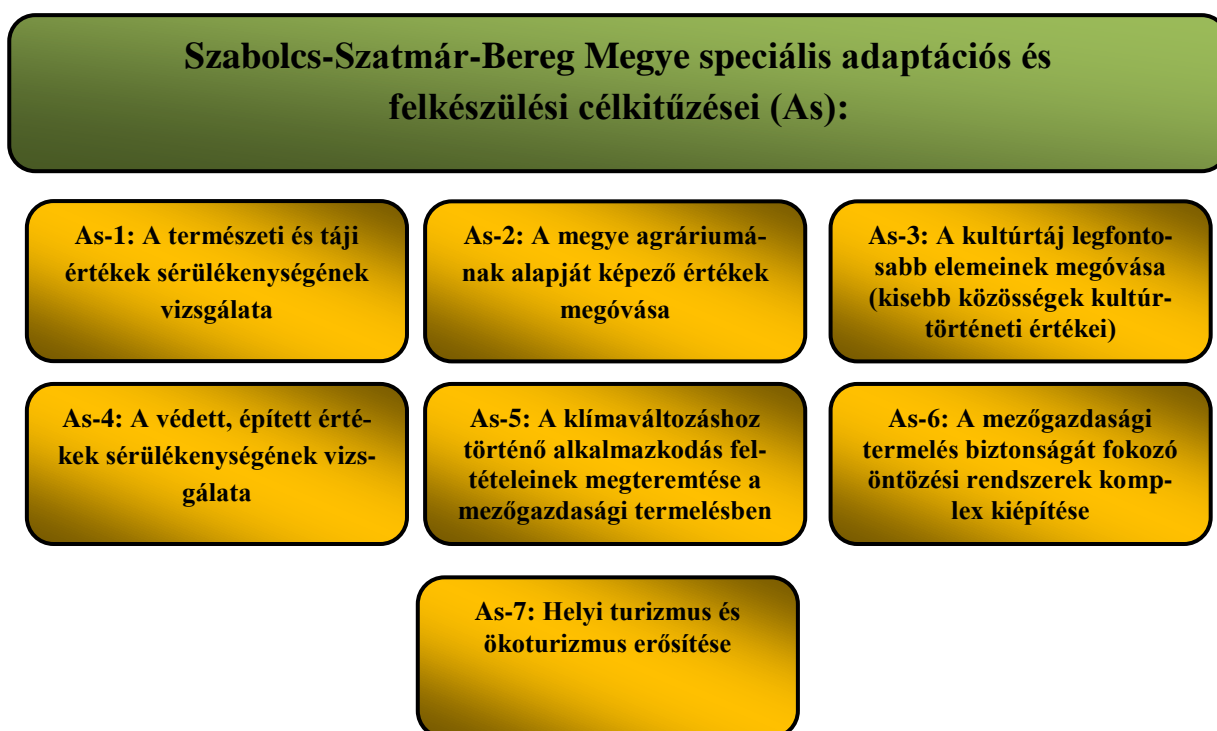 Szabolcs-Szatmár-Bereg Megye speciális adaptációs és
felkészülési célkitűzései (As):
As-1: A természeti és táji
értékek sérülékenységének
vizsgálata
As-2: A megye agráriumá-
nak alapját képező értékek
megóvása
As-3: A kultúrtáj legfonto-
sabb elemeinek megóvása
(kisebb közösségek kultúr-
történeti értékei)
As-4: A védett, épített érté-
kek sérülékenységének vizs-
gálata
As-5: A klímaváltozáshoz
történő alkalmazkodás fel-
tételeinek megteremtése a
mezőgazdasági termelésben
As-6: A mezőgazdasági
termelés biztonságát fokozó
öntözési rendszerek komp-
lex kiépítése
As-7: Helyi turizmus és
ökoturizmus erősítése